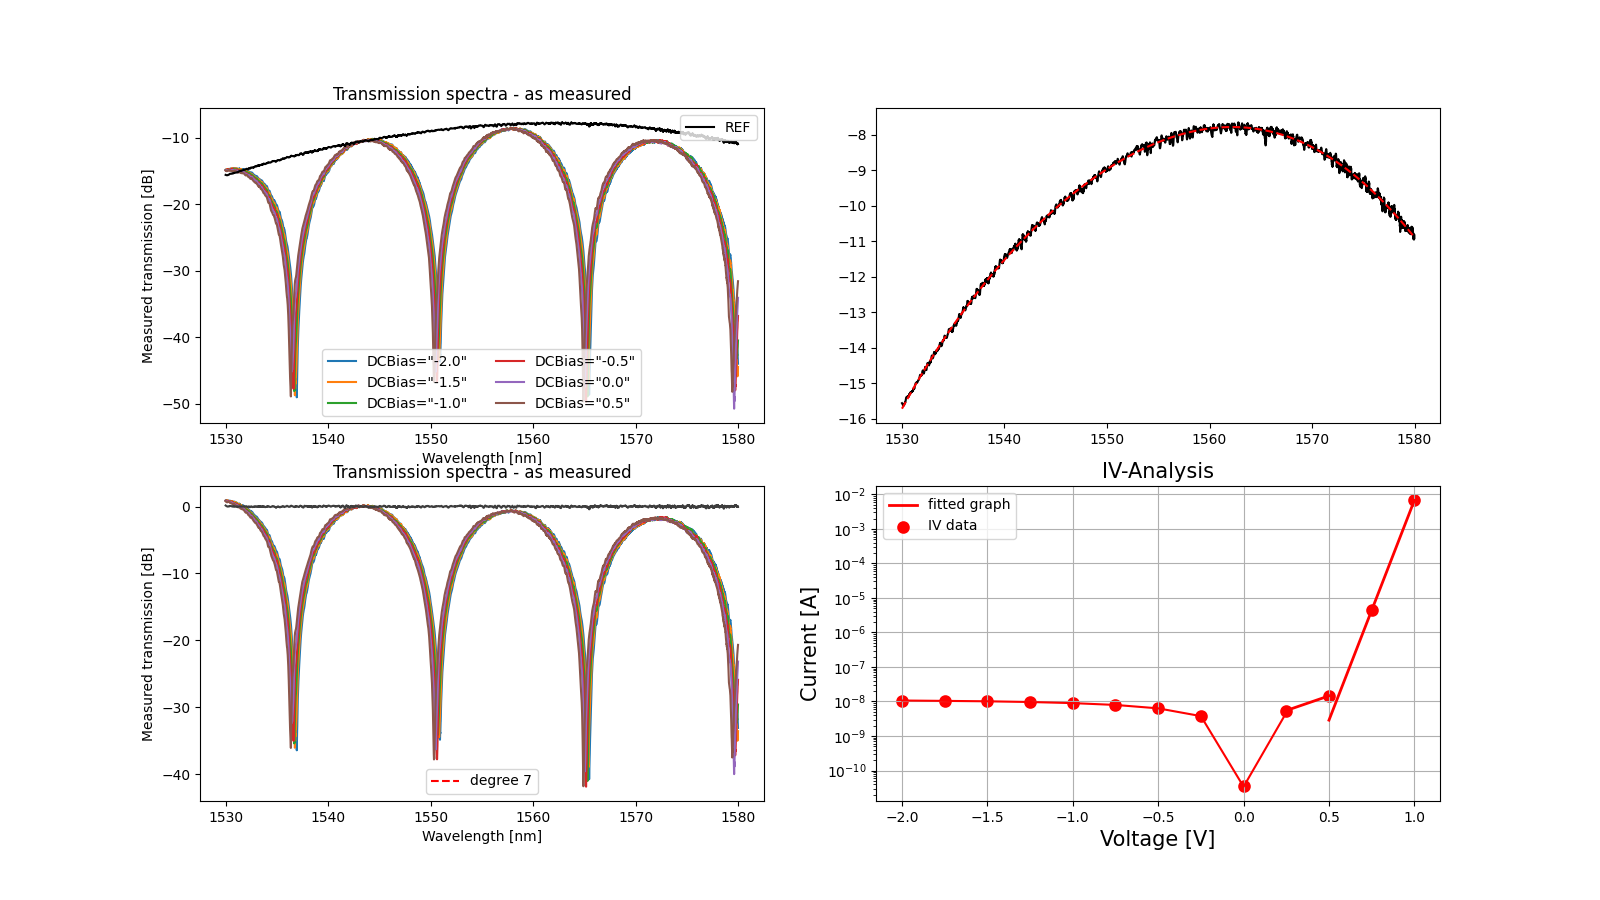 Transmission spectra - as measured
Measured transmission [dB]
−10
−20
−30
−40
−50
REF
DCBias="-2.0"
DCBias="-1.5"
DCBias="-1.0"
DCBias="-0.5"
DCBias="0.0"
DCBias="0.5"
1530 1540 1550 1560 1570 1580
Wavelength [nm]
−8
−9
−10
−11
−12
−13
−14
−15
−16
1530 1540 1550 1560 1570 1580
Transmission spectra - as measured
Measured transmission [dB]
0
−10
−20
−30
−40
degree 7
1530 1540 1550 1560 1570 1580
Wavelength [nm]
IV-Analysis
Current [A]
10⁻²
10⁻³
10⁻⁴
10⁻⁵
10⁻⁶
10⁻⁷
10⁻⁸
10⁻⁹
10⁻¹⁰
fitted graph
IV data
−2.0 −1.5 −1.0 −0.5 0.0 0.5 1.0
Voltage [V]